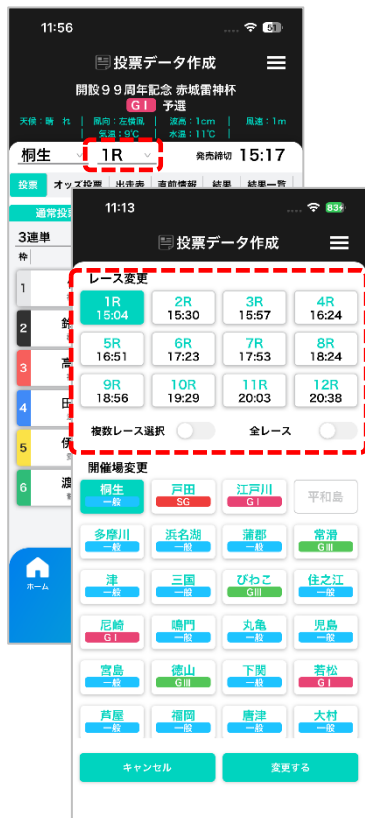 11:56
51
投票データ作成
開設９９周年記念 赤城雷神杯
GⅠ 予選
天候：晴 れ | 風向：左横風 | 波高：1cm | 風速：1m
| 気温：9℃ | 水温：11℃ |
桐生 1R 発売締切 15:17
投票 オッズ投票 出走表 直前情報 結果 結果一覧
通常投
3連単
枠
1
2
3
4
5
6
ホーム
11:13
83
投票データ作成
レース変更
1R 2R 3R 4R
15:04 15:30 15:57 16:24
5R 6R 7R 8R
16:51 17:23 17:53 18:24
9R 10R 11R 12R
18:56 19:29 20:03 20:38
複数レース選択 全レース
開催場変更
桐生 戸田 江戸川 平和島
一般 SG GⅠ
多摩川 浜名湖 蒲郡 常滑
一般 一般 一般 GⅢ
津 三国 びわこ 住之江
一般 一般 GⅢ 一般
尼崎 鳴門 丸亀 児島
GⅠ 一般 一般 一般
宮島 徳山 下関 若松
一般 GⅢ 一般 GⅠ
芦屋 福岡 唐津 大村
一般 一般 一般 一般
キャンセル 変更する